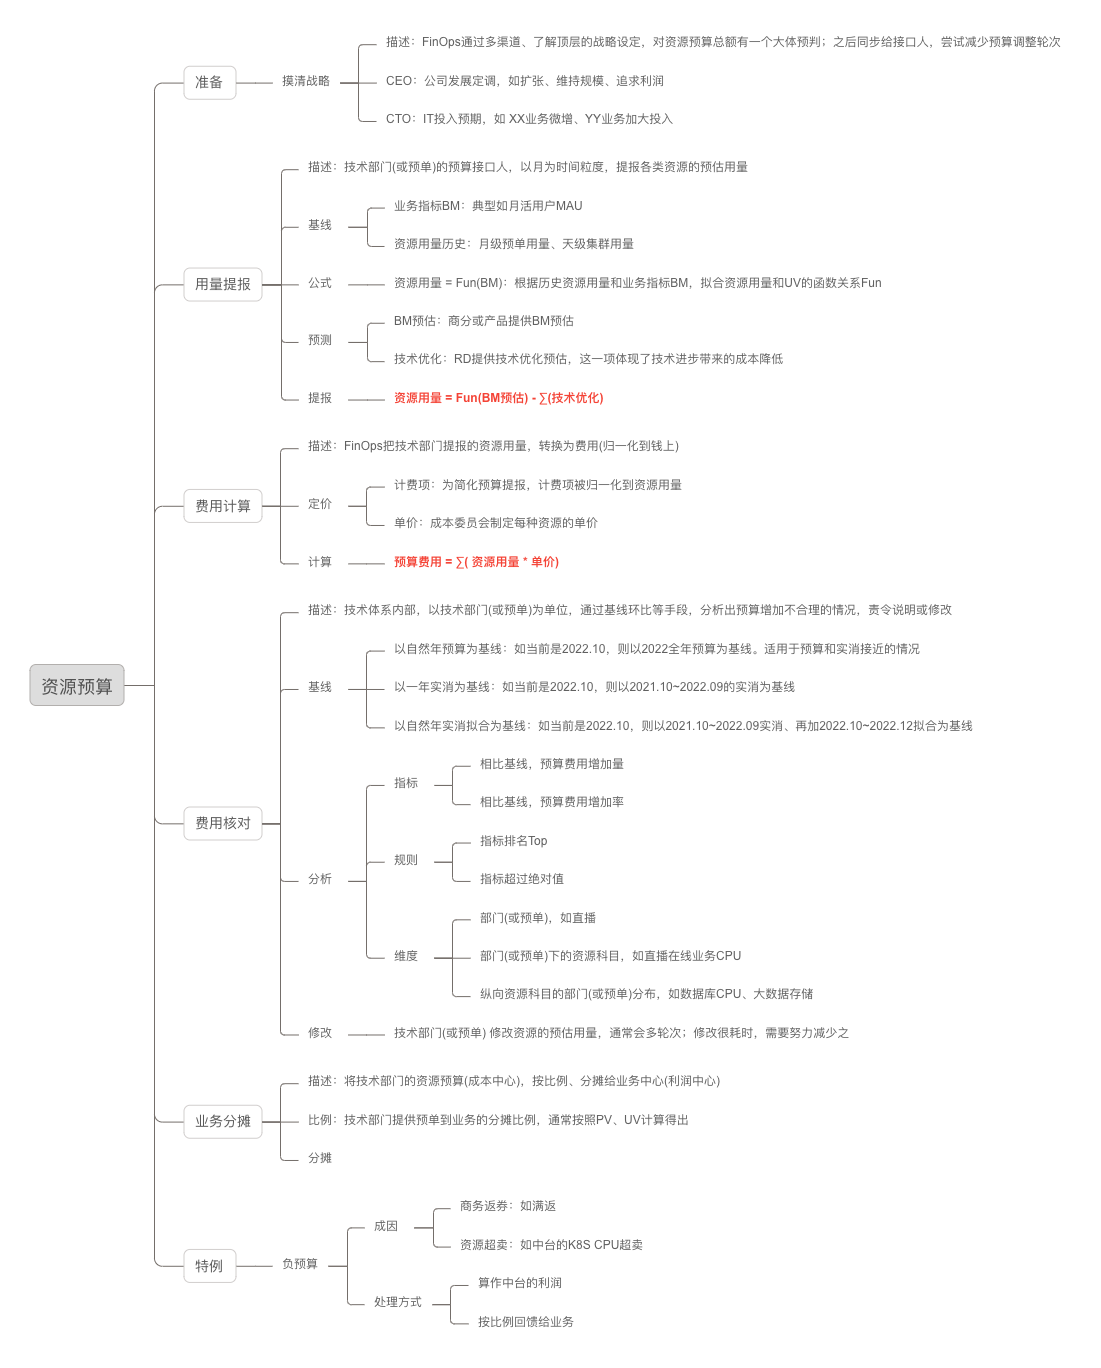 资源预算
准备
摸清战略
描述：FinOps通过多渠道、了解顶层的战略设定，对资源预算总额有一个大体预判；之后同步给接口人，尝试减少预算调整轮次
CEO：公司发展定调，如扩张、维持规模、追求利润
CTO：IT投入预期，如 XX业务微增、YY业务加大投入
用量提报
描述：技术部门(或预单)的预算接口人，以月为时间粒度，提报各类资源的预估用量
基线
业务指标BM：典型如月活用户MAU
资源用量历史：月级预单用量、天级集群用量
公式
资源用量 = Fun(BM)：根据历史资源用量和业务指标BM，拟合资源用量和UV的函数关系Fun
预测
BM预估：商分或产品提供BM预估
技术优化：RD提供技术优化预估，这一项体现了技术进步带来的成本降低
提报
资源用量 = Fun(BM预估) - ∑(技术优化)
费用计算
描述：FinOps把技术部门提报的资源用量，转换为费用(归一化到钱上)
定价
计费项：为简化预算提报，计费项被归一化到资源用量
单价：成本委员会制定每种资源的单价
计算
预算费用 = ∑( 资源用量 * 单价)
费用核对
描述：技术体系内部，以技术部门(或预单)为单位，通过基线环比等手段，分析出预算增加不合理的情况，责令说明或修改
基线
以自然年预算为基线：如当前是2022.10，则以2022全年预算为基线。适用于预算和实消接近的情况
以一年实消为基线：如当前是2022.10，则以2021.10~2022.09的实消为基线
以自然年实消拟合为基线：如当前是2022.10，则以2021.10~2022.09实消、再加2022.10~2022.12拟合为基线
分析
指标
相比基线，预算费用增加量
相比基线，预算费用增加率
规则
指标排名Top
指标超过绝对值
维度
部门(或预单)，如直播
部门(或预单)下的资源科目，如直播在线业务CPU
纵向资源科目的部门(或预单)分布，如数据库CPU、大数据存储
修改
技术部门(或预单) 修改资源的预估用量，通常会多轮次；修改很耗时，需要努力减少之
业务分摊
描述：将技术部门的资源预算(成本中心)，按比例、分摊给业务中心(利润中心)
比例：技术部门提供预单到业务的分摊比例，通常按照PV、UV计算得出
分摊
特例
负预算
成因
商务返券：如满返
资源超卖：如中台的K8S CPU超卖
处理方式
算作中台的利润
按比例回馈给业务